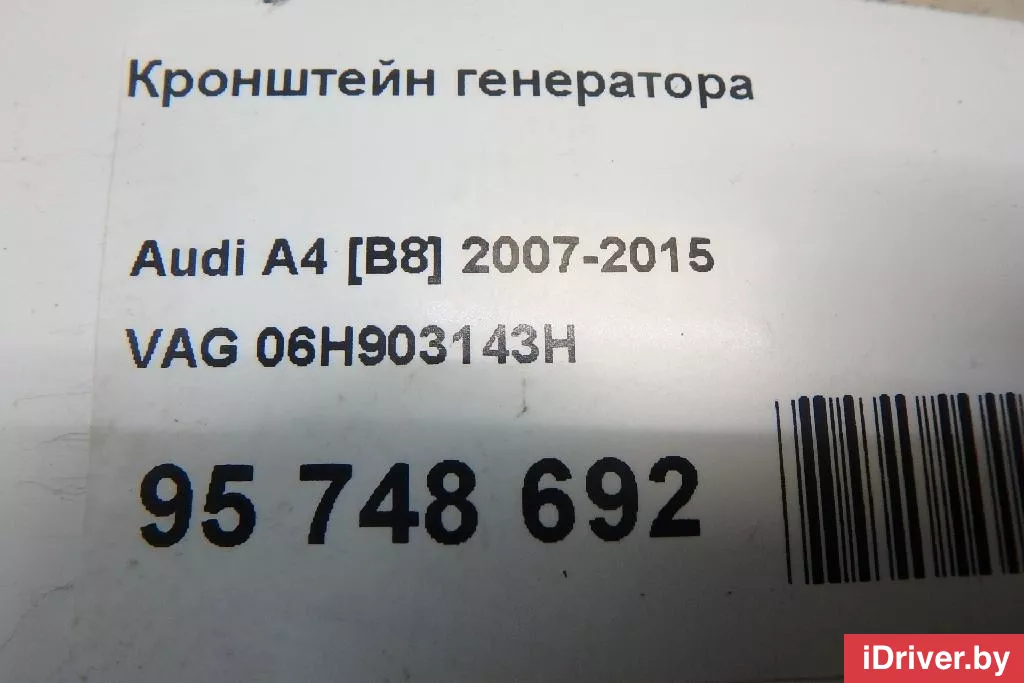 Кронштейн генератора
Audi A4 [B8] 2007-2015
VAG 06H903143H
95 748 692
iDriver.by